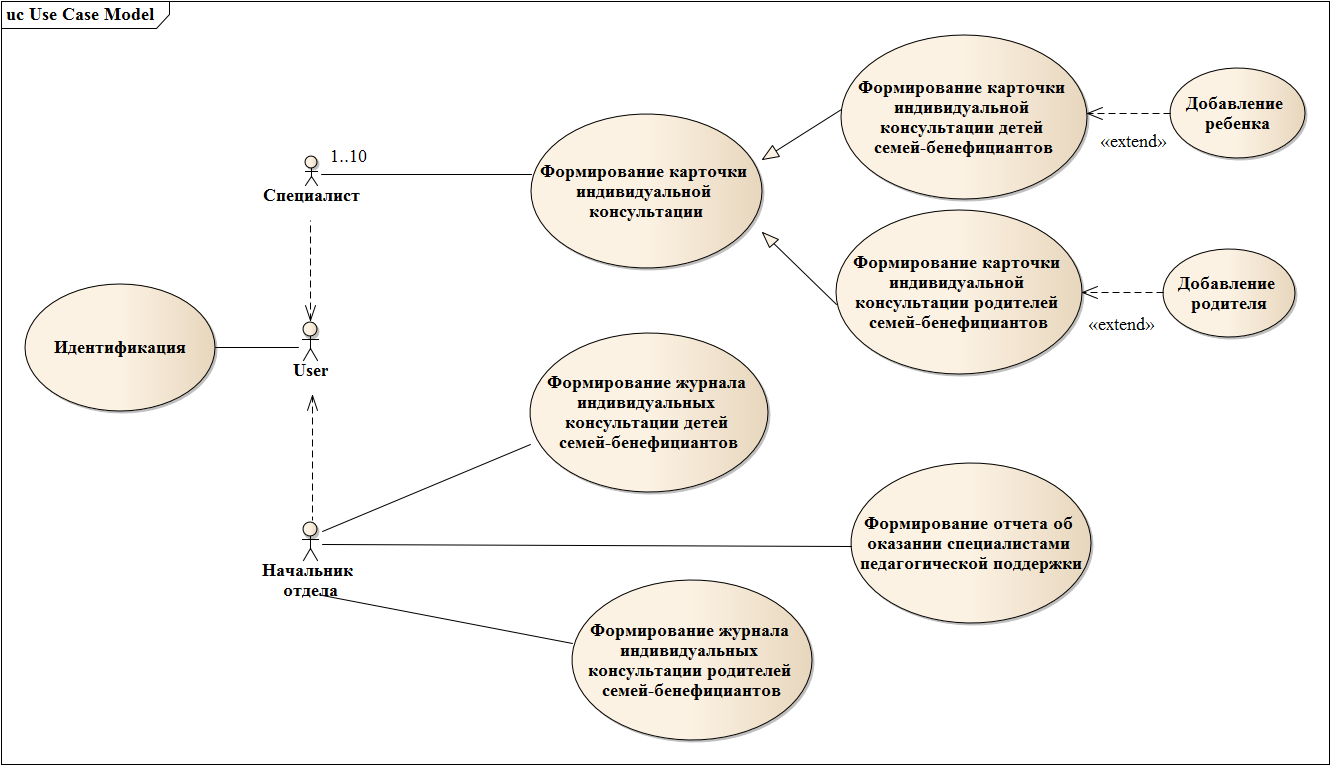 uc Use Case Model
Формирование карточки
индивидуальной
консультации детей
семей-бенефициантов
Добавление
ребенка
«extend»
1..10
Специалист
Формирование карточки
индивидуальной
консультации
Формирование карточки
индивидуальной
консультации родителей
семей-бенефициантов
Добавление
родителя
«extend»
Идентификация
User
Формирование журнала
индивидуальных
консультации детей
семей-бенефициантов
Формирование отчета об
оказании специалистами
педагогической поддержки
Начальник
отдела
Формирование журнала
индивидуальных
консультации родителей
семей-бенефициантов